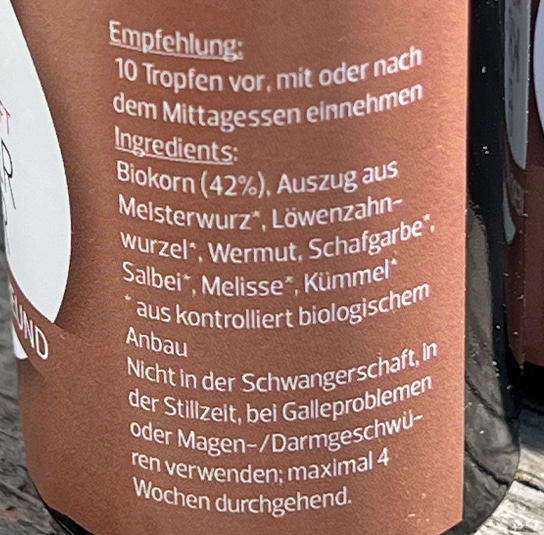 Empfehlung:
10 Tropfen vor, mit oder nach
dem Mittagessen einnehmen
Ingredients:
Biokorn (42%), Auszug aus
Meisterwurz*, Löwenzahn-
wurzel*, Wermut, Schafgarbe*,
Salbei*, Melisse*, Kümmel*
* aus kontrolliert biologischem
Anbau
Nicht in der Schwangerschaft, in
der Stillzeit, bei Galleproblemen
oder Magen-/Darmgeschwü-
ren verwenden; maximal 4
Wochen durchgehend.